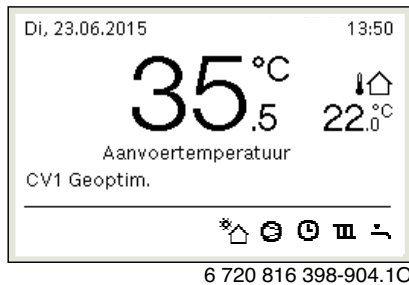 Di, 23.06.2015 13:50
35.5 °C
22.0 °C
Aanvoertemperatuur
CV1 Geoptim.
6 720 816 398-904.1O